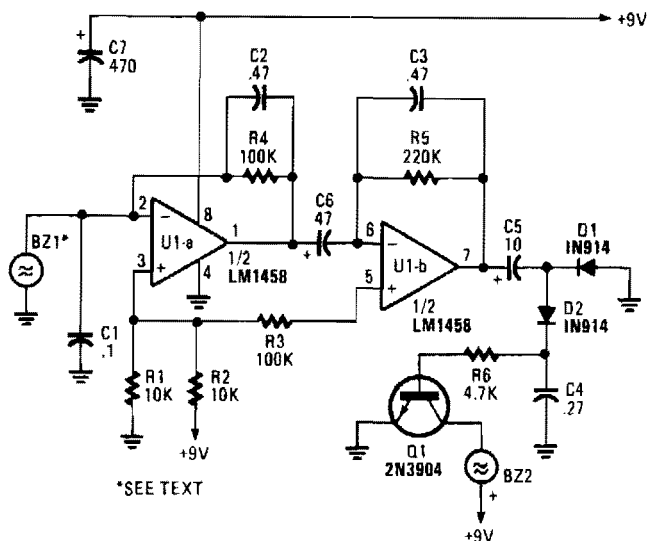 +9V
+
C7
470
C2
.47
R4
100K
C3
.47
R5
220K
2
8
1
3
4
U1-a
1/2
LM1458
BZ1*
C1
.1
C6
47
+
6
7
5
U1-b
1/2
LM1458
C5
10
+
D1
IN914
D2
IN914
R3
100K
R1
10K
R2
10K
+9V
R6
4.7K
C4
.27
Q1
2N3904
BZ2
+
+9V
*SEE TEXT